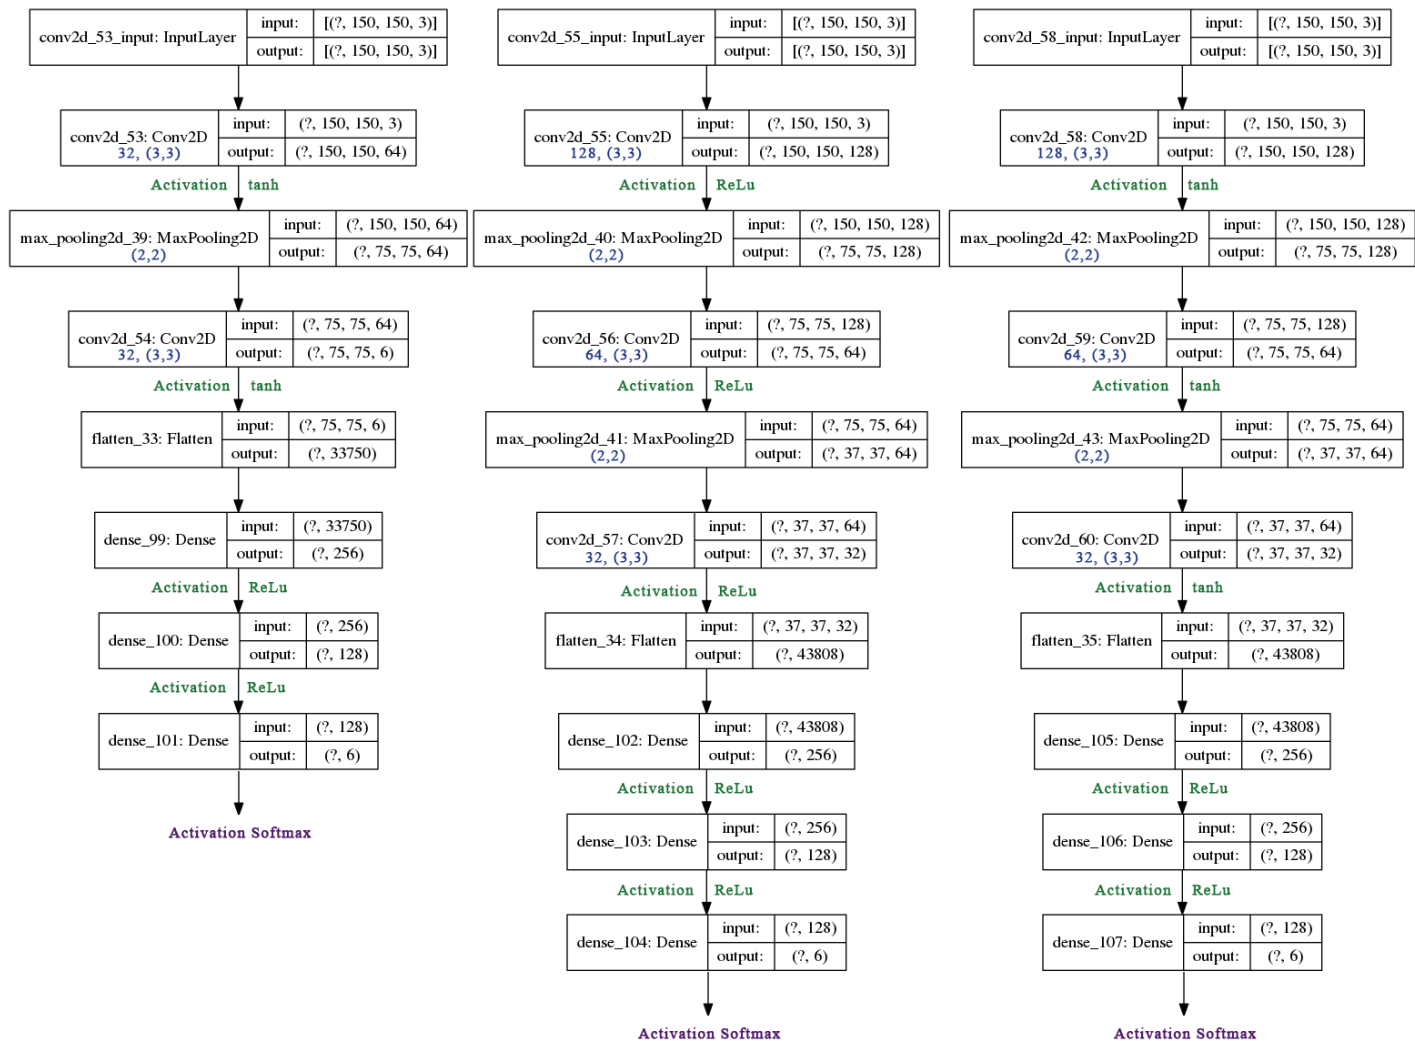 conv2d_53_input: InputLayer
input: [(?, 150, 150, 3)]
output: [(?, 150, 150, 3)]
conv2d_53: Conv2D
32, (3,3)
input: (?, 150, 150, 3)
output: (?, 150, 150, 64)
Activation tanh
max_pooling2d_39: MaxPooling2D
(2,2)
input: (?, 150, 150, 64)
output: (?, 75, 75, 64)
conv2d_54: Conv2D
32, (3,3)
input: (?, 75, 75, 64)
output: (?, 75, 75, 6)
Activation tanh
flatten_33: Flatten
input: (?, 75, 75, 6)
output: (?, 33750)
dense_99: Dense
input: (?, 33750)
output: (?, 256)
Activation ReLu
dense_100: Dense
input: (?, 256)
output: (?, 128)
Activation ReLu
dense_101: Dense
input: (?, 128)
output: (?, 6)
Activation Softmax
conv2d_55_input: InputLayer
input: [(?, 150, 150, 3)]
output: [(?, 150, 150, 3)]
conv2d_55: Conv2D
128, (3,3)
input: (?, 150, 150, 3)
output: (?, 150, 150, 128)
Activation ReLu
max_pooling2d_40: MaxPooling2D
(2,2)
input: (?, 150, 150, 128)
output: (?, 75, 75, 128)
conv2d_56: Conv2D
64, (3,3)
input: (?, 75, 75, 128)
output: (?, 75, 75, 64)
Activation ReLu
max_pooling2d_41: MaxPooling2D
(2,2)
input: (?, 75, 75, 64)
output: (?, 37, 37, 64)
conv2d_57: Conv2D
32, (3,3)
input: (?, 37, 37, 64)
output: (?, 37, 37, 32)
Activation ReLu
flatten_34: Flatten
input: (?, 37, 37, 32)
output: (?, 43808)
dense_102: Dense
input: (?, 43808)
output: (?, 256)
Activation ReLu
dense_103: Dense
input: (?, 256)
output: (?, 128)
Activation ReLu
dense_104: Dense
input: (?, 128)
output: (?, 6)
Activation Softmax
conv2d_58_input: InputLayer
input: [(?, 150, 150, 3)]
output: [(?, 150, 150, 3)]
conv2d_58: Conv2D
128, (3,3)
input: (?, 150, 150, 3)
output: (?, 150, 150, 128)
Activation tanh
max_pooling2d_42: MaxPooling2D
(2,2)
input: (?, 150, 150, 128)
output: (?, 75, 75, 128)
conv2d_59: Conv2D
64, (3,3)
input: (?, 75, 75, 128)
output: (?, 75, 75, 64)
Activation tanh
max_pooling2d_43: MaxPooling2D
(2,2)
input: (?, 75, 75, 64)
output: (?, 37, 37, 64)
conv2d_60: Conv2D
32, (3,3)
input: (?, 37, 37, 64)
output: (?, 37, 37, 32)
Activation tanh
flatten_35: Flatten
input: (?, 37, 37, 32)
output: (?, 43808)
dense_105: Dense
input: (?, 43808)
output: (?, 256)
Activation ReLu
dense_106: Dense
input: (?, 256)
output: (?, 128)
Activation ReLu
dense_107: Dense
input: (?, 128)
output: (?, 6)
Activation Softmax